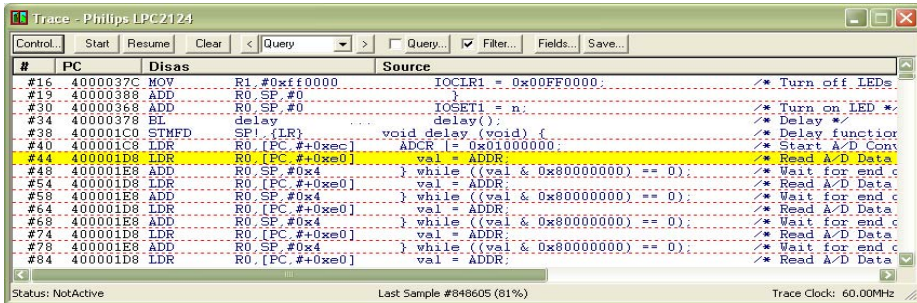 Trace - Philips LPC2124
Control... Start Resume Clear < Query > Query... Filter... Fields... Save...
# PC Disas Source
#16 4000037C MOV R1,#0xff0000 IOCLR1 = 0x00FF0000; /* Turn off LEDs
#19 40000388 ADD R0,SP,#0 }
#30 40000368 ADD R0,SP,#0 IOSET1 = n; /* Turn on LED */
#34 40000378 BL delay ... delay(); /* Delay */
#38 400001C0 STMFD SP!,{LR} void delay (void) { /* Delay function
#40 400001C8 LDR R0,[PC,#+0xec] ADCR |= 0x01000000; /* Start A/D Conv
#44 400001D8 LDR R0,[PC,#+0xe0] val = ADDR; /* Read A/D Data
#48 400001E8 ADD R0,SP,#0x4 } while ((val & 0x80000000) == 0); /* Wait for end o
#54 400001D8 LDR R0,[PC,#+0xe0] val = ADDR; /* Read A/D Data
#58 400001E8 ADD R0,SP,#0x4 } while ((val & 0x80000000) == 0); /* Wait for end o
#64 400001D8 LDR R0,[PC,#+0xe0] val = ADDR; /* Read A/D Data
#68 400001E8 ADD R0,SP,#0x4 } while ((val & 0x80000000) == 0); /* Wait for end o
#74 400001D8 LDR R0,[PC,#+0xe0] val = ADDR; /* Read A/D Data
#78 400001E8 ADD R0,SP,#0x4 } while ((val & 0x80000000) == 0); /* Wait for end o
#84 400001D8 LDR R0,[PC,#+0xe0] val = ADDR; /* Read A/D Data
Status: NotActive Last Sample #848605 (81%) Trace Clock: 60.00MHz